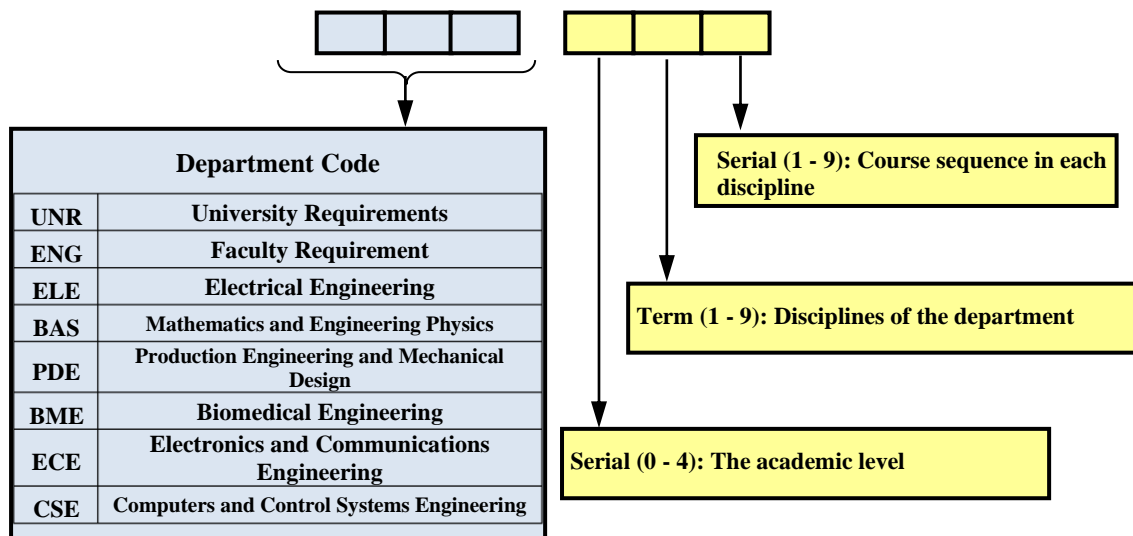 Department Code
UNR University Requirements
ENG Faculty Requirement
ELE Electrical Engineering
BAS Mathematics and Engineering Physics
PDE Production Engineering and Mechanical
Design
BME Biomedical Engineering
ECE Electronics and Communications
Engineering
CSE Computers and Control Systems Engineering
Serial (1 - 9): Course sequence in each
discipline
Term (1 - 9): Disciplines of the department
Serial (0 - 4): The academic level